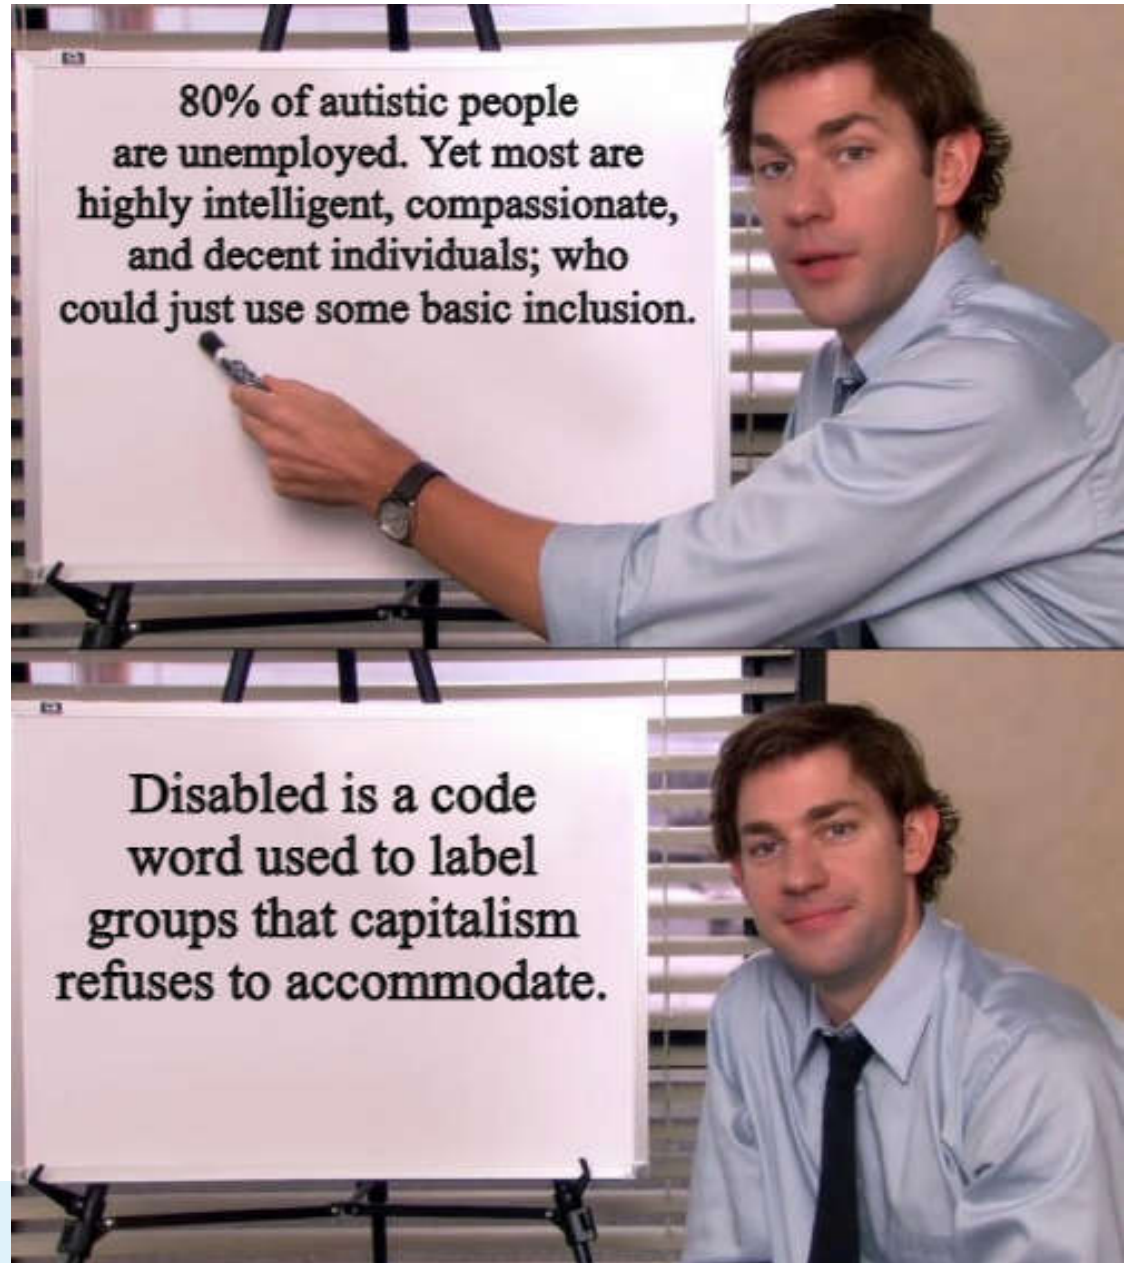 80% of autistic people
are unemployed. Yet most are
highly intelligent, compassionate,
and decent individuals; who
could just use some basic inclusion.
Disabled is a code
word used to label
groups that capitalism
refuses to accommodate.